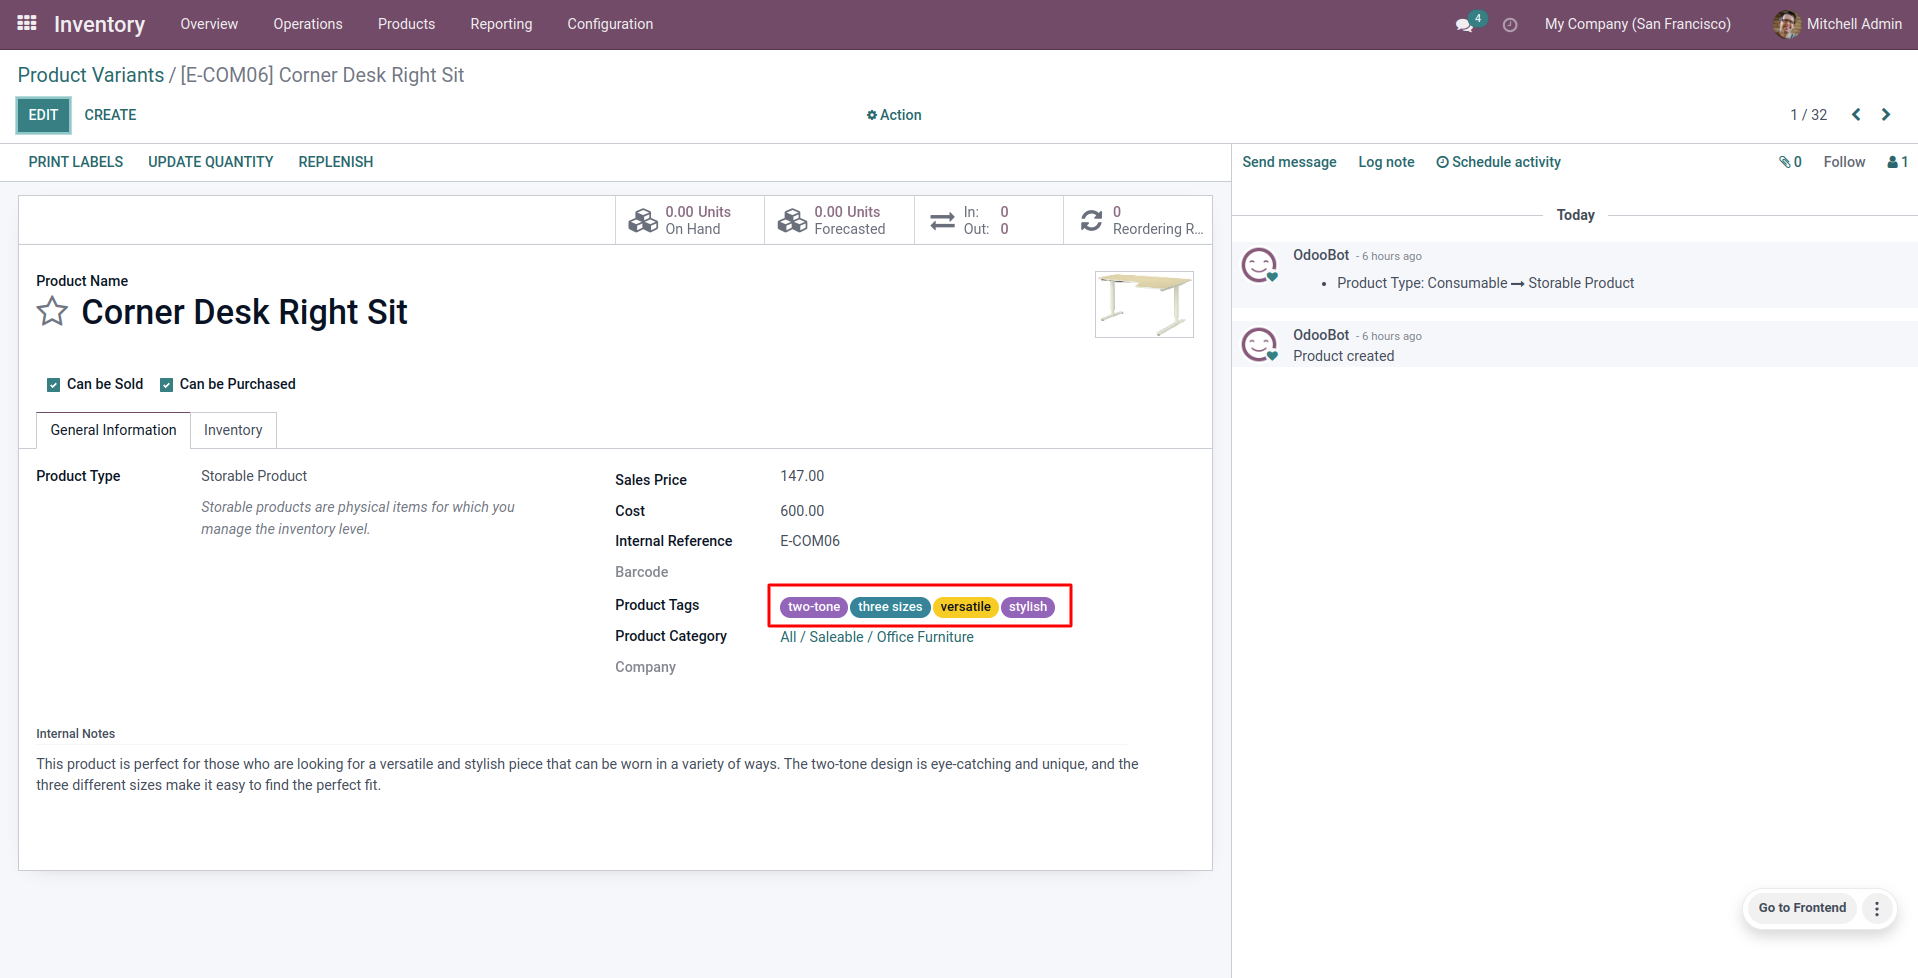 Inventory Overview Operations Products Reporting Configuration 4 My Company (San Francisco) Mitchell Admin
Product Variants / [E-COM06] Corner Desk Right Sit
EDIT CREATE Action 1 / 32
PRINT LABELS UPDATE QUANTITY REPLENISH
0.00 Units On Hand
0.00 Units Forecasted
In: 0
Out: 0
0 Reordering R...
Product Name
Corner Desk Right Sit
Can be Sold Can be Purchased
General Information Inventory
Product Type Storable Product
Storable products are physical items for which you
manage the inventory level.
Sales Price 147.00
Cost 600.00
Internal Reference E-COM06
Barcode
Product Tags two-tone three sizes versatile stylish
Product Category All / Saleable / Office Furniture
Company
Internal Notes
This product is perfect for those who are looking for a versatile and stylish piece that can be worn in a variety of ways. The two-tone design is eye-catching and unique, and the
three different sizes make it easy to find the perfect fit.
Send message Log note Schedule activity 0 Follow 1
Today
OdooBot - 6 hours ago
• Product Type: Consumable → Storable Product
OdooBot - 6 hours ago
Product created
Go to Frontend